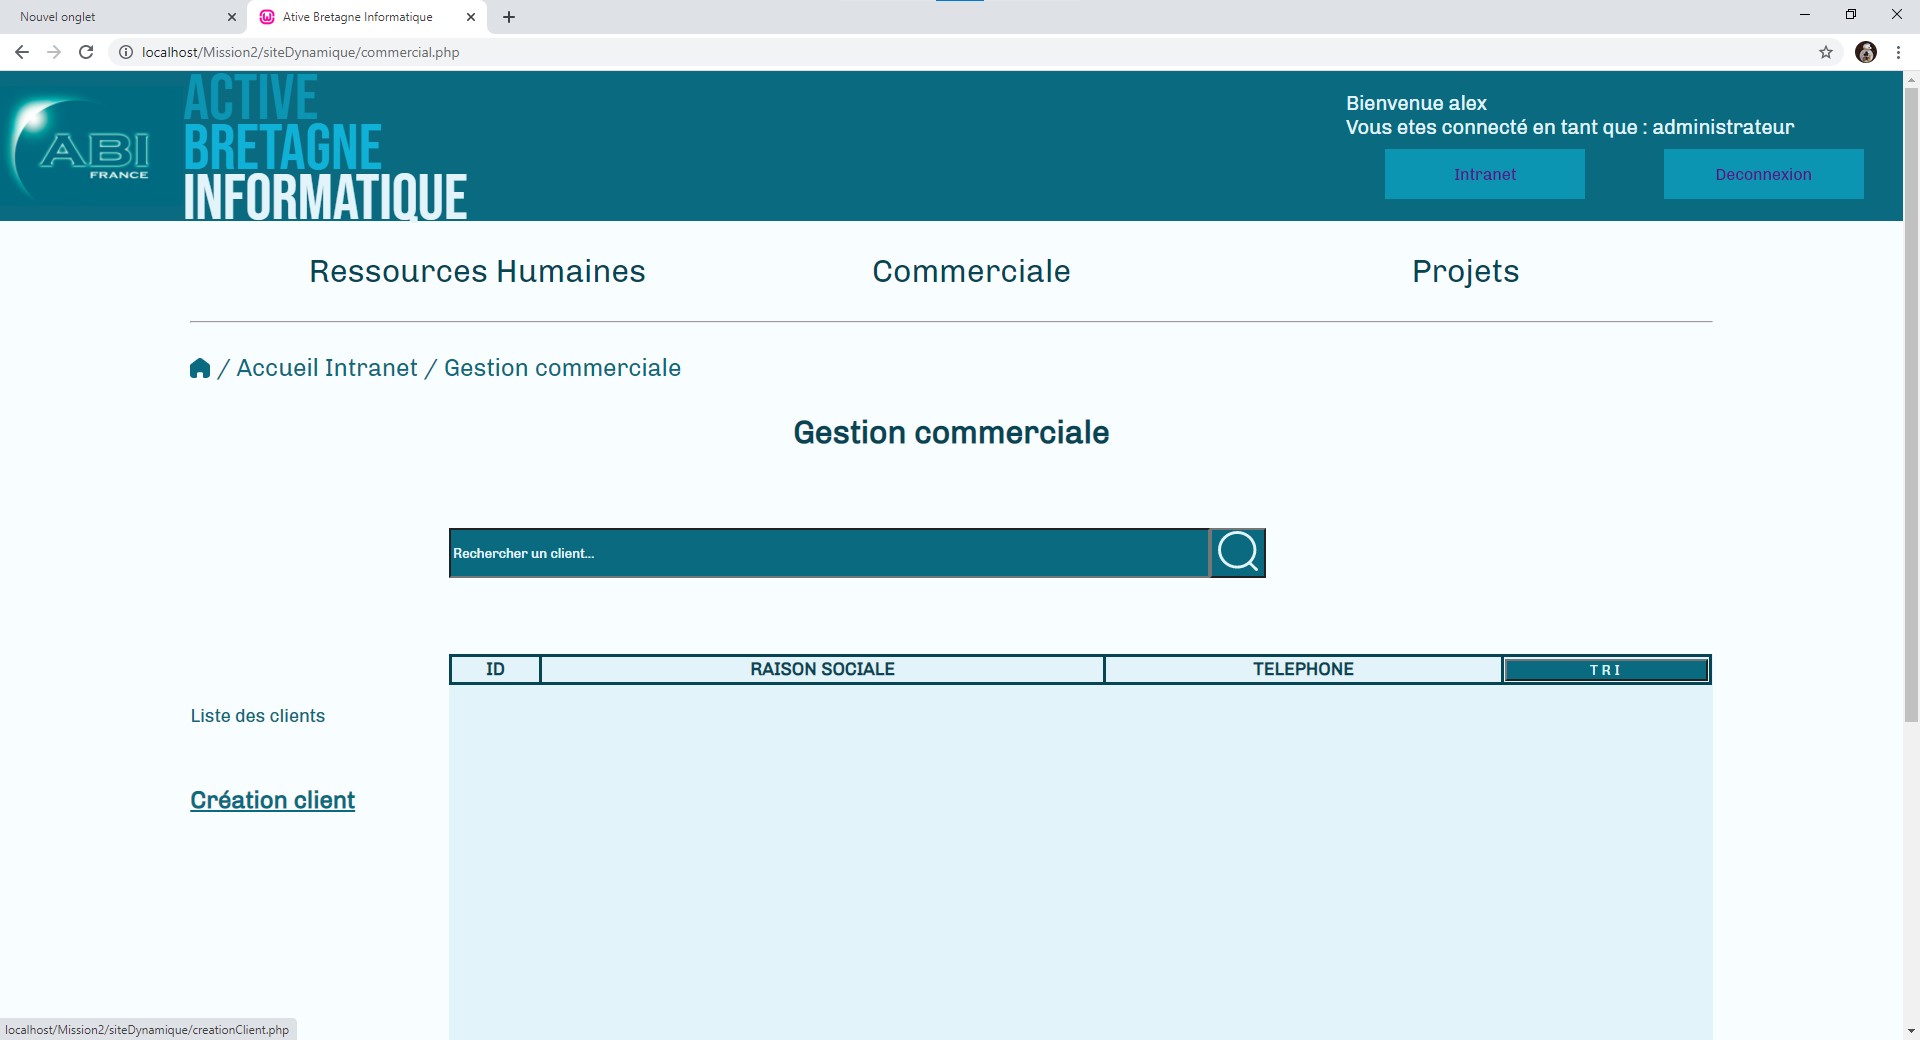 Nouvel onglet
Ative Bretagne Informatique
localhost/Mission2/siteDynamique/commercial.php
ABI
FRANCE
ACTIVE
BRETAGNE
INFORMATIQUE
Bienvenue alex
Vous etes connecté en tant que : administrateur
Intranet
Deconnexion
Ressources Humaines
Commerciale
Projets
/ Accueil Intranet / Gestion commerciale
Gestion commerciale
Rechercher un client...
ID
RAISON SOCIALE
TELEPHONE
TRI
Liste des clients
Création client
localhost/Mission2/siteDynamique/creationClient.php